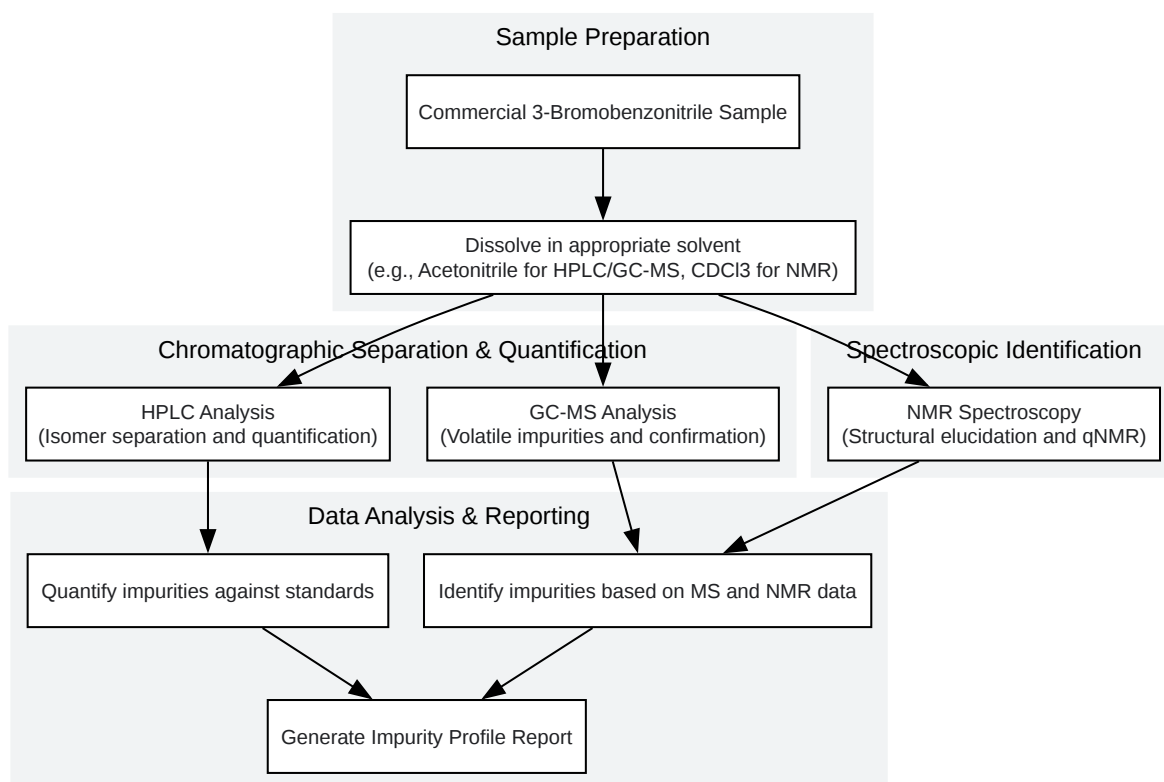 Sample Preparation
Commercial 3-Bromobenzonitrile Sample
Dissolve in appropriate solvent
(e.g., Acetonitrile for HPLC/GC-MS, CDCl3 for NMR)
Chromatographic Separation & Quantification
HPLC Analysis
(Isomer separation and quantification)
GC-MS Analysis
(Volatile impurities and confirmation)
Spectroscopic Identification
NMR Spectroscopy
(Structural elucidation and qNMR)
Data Analysis & Reporting
Quantify impurities against standards
Identify impurities based on MS and NMR data
Generate Impurity Profile Report